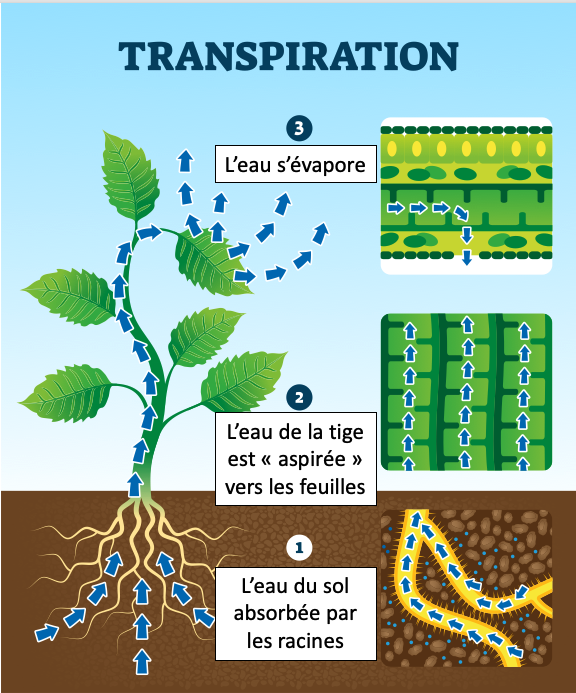 TRANSPIRATION
3
L’eau s’évapore
2
L’eau de la tige
est « aspirée »
vers les feuilles
1
L’eau du sol
absorbée par
les racines